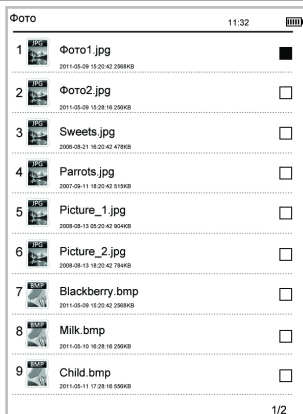 Фото 11:32
1 JPG Фото1.jpg
2011-05-09 15:20:42 2568KB
2 JPG Фото2.jpg
2011-05-09 15:28:16 256KB
3 JPG Sweets.jpg
2006-08-21 16:20:42 478KB
4 JPG Parrots.jpg
2007-09-11 18:20:42 515KB
5 JPG Picture_1.jpg
2008-08-13 05:20:42 904KB
6 JPG Picture_2.jpg
2008-08-13 18:20:42 784KB
7 BMP Blackberry.bmp
2011-05-09 15:20:42 2568KB
8 BMP Milk.bmp
2011-05-10 16:28:16 256KB
9 BMP Child.bmp
2011-05-11 17:28:16 556KB
1/2